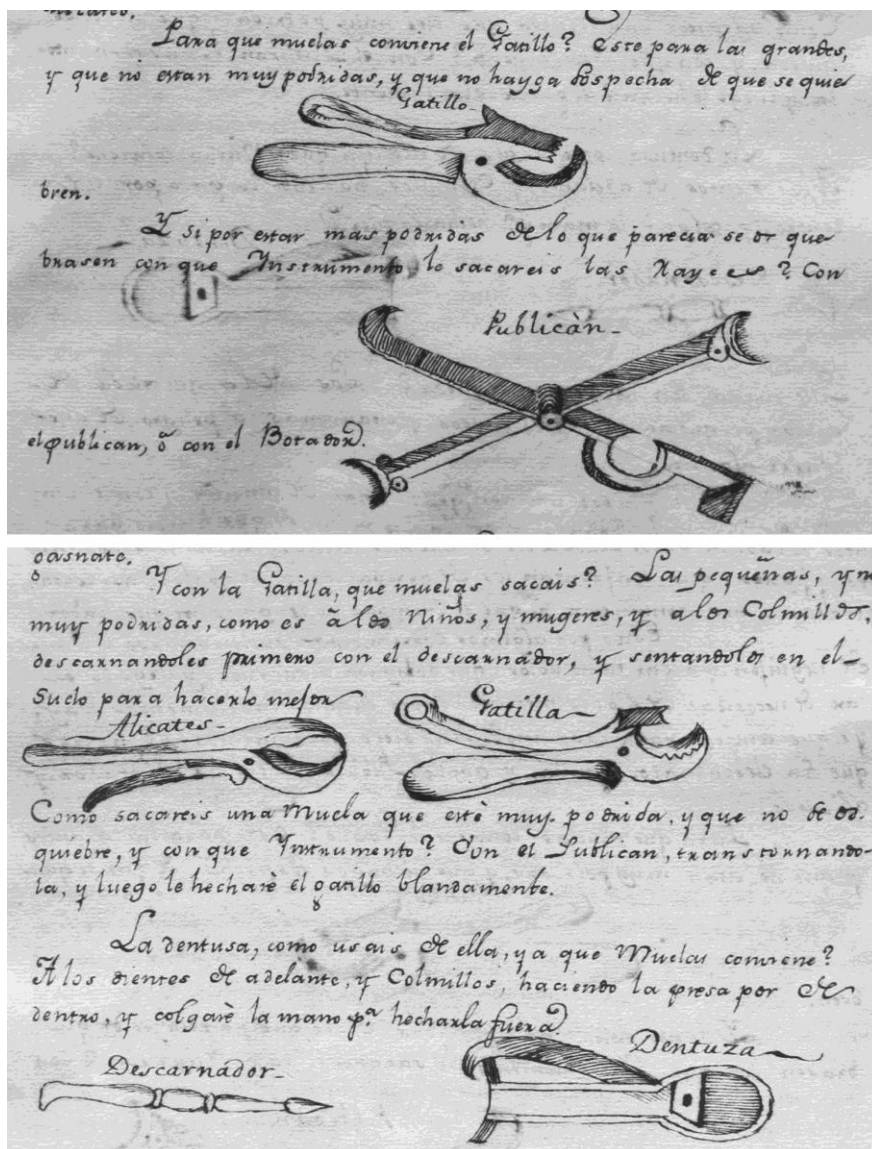 Para que muelas conviene el Gatillo? Este para las grandes,
y que no estan muy podridas, y que no hayga sospecha de que se quie
Gatillo
bren.
Y si por estar mas podridas de lo que parecia se os que
brasen con que Ynstrumento le sacareis las Rayces? Con
Publicàn
el publican, ô con el Botador.
gasnate.
Y con la Gatilla, que muelas sacais? Las pequeñas, y n
muy podridas, como es â los Niños, y mugeres, y a los Colmillos,
descarnandoles primero con el descarnador, y sentandoles en el
Suelo para hacerlo mejor
Alicates
Gatilla
Como sacareis una Muela que estè muy podrida, y que no se os
quiebre, y con que Ynstrumento? Con el Publican, transtornando-
la, y luego le hecharè el gatillo blandamente.
La dentusa, como usais de ella, y a que Muelas conviene?
A los dientes de adelante, y Colmillos, haciendo la presa por de
dentro, y colgarè la mano pª hecharla fuera.
Descarnador
Dentuza